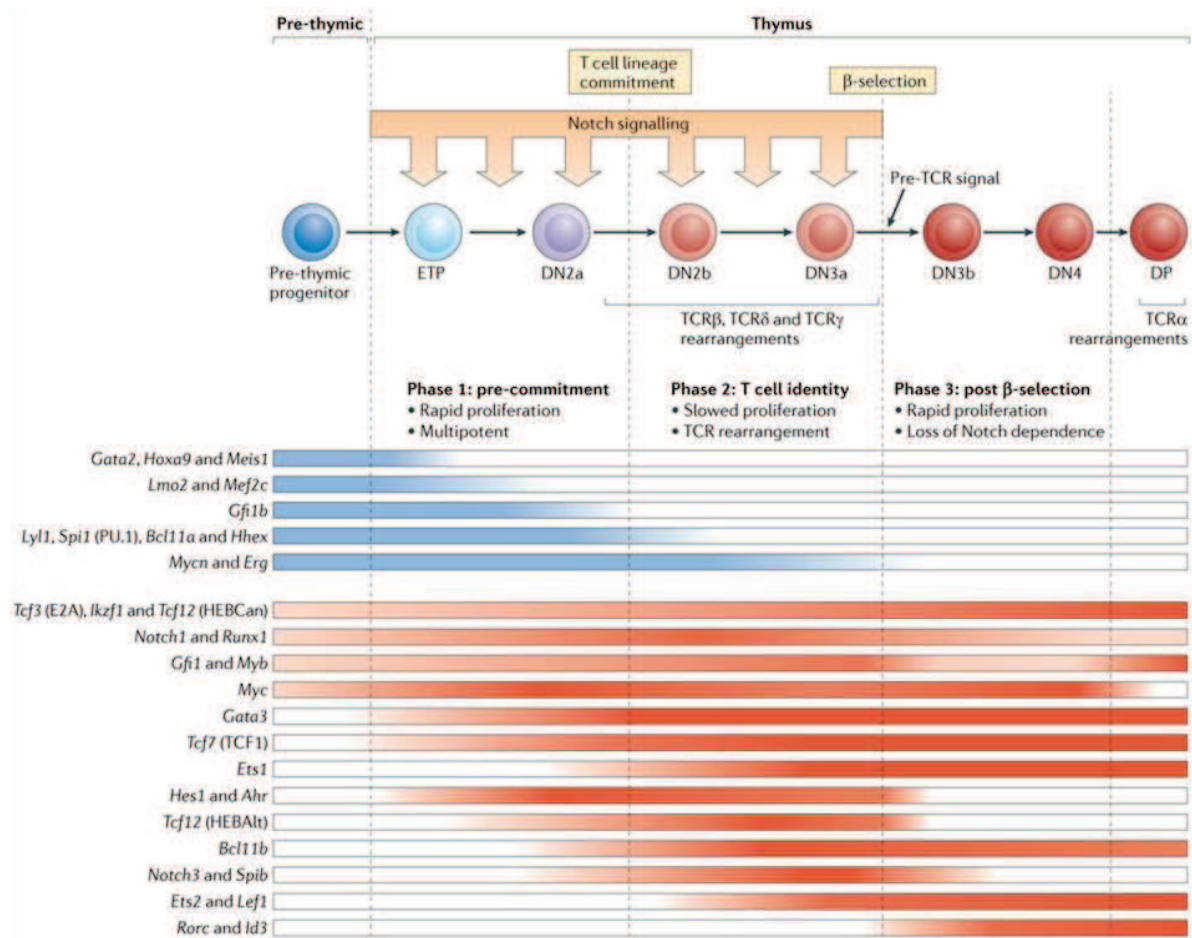 Pre-thymic
Thymus
T cell lineage
commitment
β-selection
Notch signalling
Pre-TCR signal
Pre-thymic
progenitor
ETP
DN2a
DN2b
DN3a
DN3b
DN4
DP
TCRβ, TCRδ and TCRγ
rearrangements
TCRα
rearrangements
Phase 1: pre-commitment
• Rapid proliferation
• Multipotent
Phase 2: T cell identity
• Slowed proliferation
• TCR rearrangement
Phase 3: post β-selection
• Rapid proliferation
• Loss of Notch dependence
Gata2, Hoxa9 and Meis1
Lmo2 and Mef2c
Gfi1b
Lyl1, Spi1 (PU.1), Bcl11a and Hhex
Mycn and Erg
Tcf3 (E2A), Ikzf1 and Tcf12 (HEBCan)
Notch1 and Runx1
Gfi1 and Myb
Myc
Gata3
Tcf7 (TCF1)
Ets1
Hes1 and Ahr
Tcf12 (HEBAlt)
Bcl11b
Notch3 and Spib
Ets2 and Lef1
Rorc and Id3